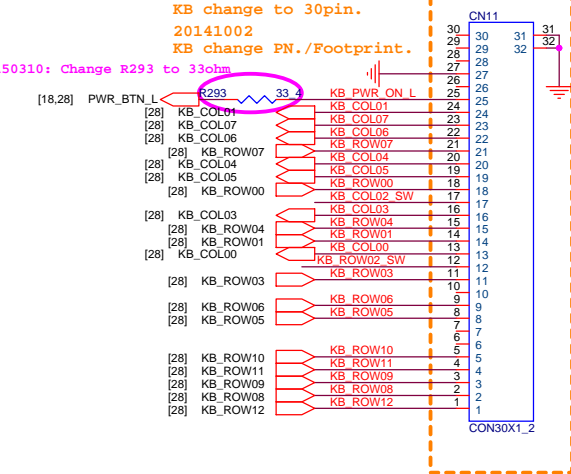 KB change to 30pin.
20141002
KB change PN./Footprint.
150310: Change R293 to 33ohm
CN11
30 30 31 31
29 29 32 32
28 28
27 27
26 26
[18,28] PWR_BTN_L R293 33_4 KB_PWR_ON_L 25 25
[28] KB_COL01 KB_COL01 24 24
[28] KB_COL07 KB_COL07 23 23
[28] KB_COL06 KB_COL06 22 22
[28] KB_ROW07 KB_ROW07 21 21
[28] KB_COL04 KB_COL04 20 20
[28] KB_COL05 KB_COL05 19 19
[28] KB_ROW00 KB_ROW00 18 18
KB_COL02_SW 17 17
[28] KB_COL03 KB_COL03 16 16
[28] KB_ROW04 KB_ROW04 15 15
[28] KB_ROW01 KB_ROW01 14 14
[28] KB_COL00 KB_COL00 13 13
KB_ROW02_SW 12 12
[28] KB_ROW03 KB_ROW03 11 11
10 10
[28] KB_ROW06 KB_ROW06 9 9
[28] KB_ROW05 KB_ROW05 8 8
7 7
6 6
[28] KB_ROW10 KB_ROW10 5 5
[28] KB_ROW11 KB_ROW11 4 4
[28] KB_ROW09 KB_ROW09 3 3
[28] KB_ROW08 KB_ROW08 2 2
[28] KB_ROW12 KB_ROW12 1 1
CON30X1_2